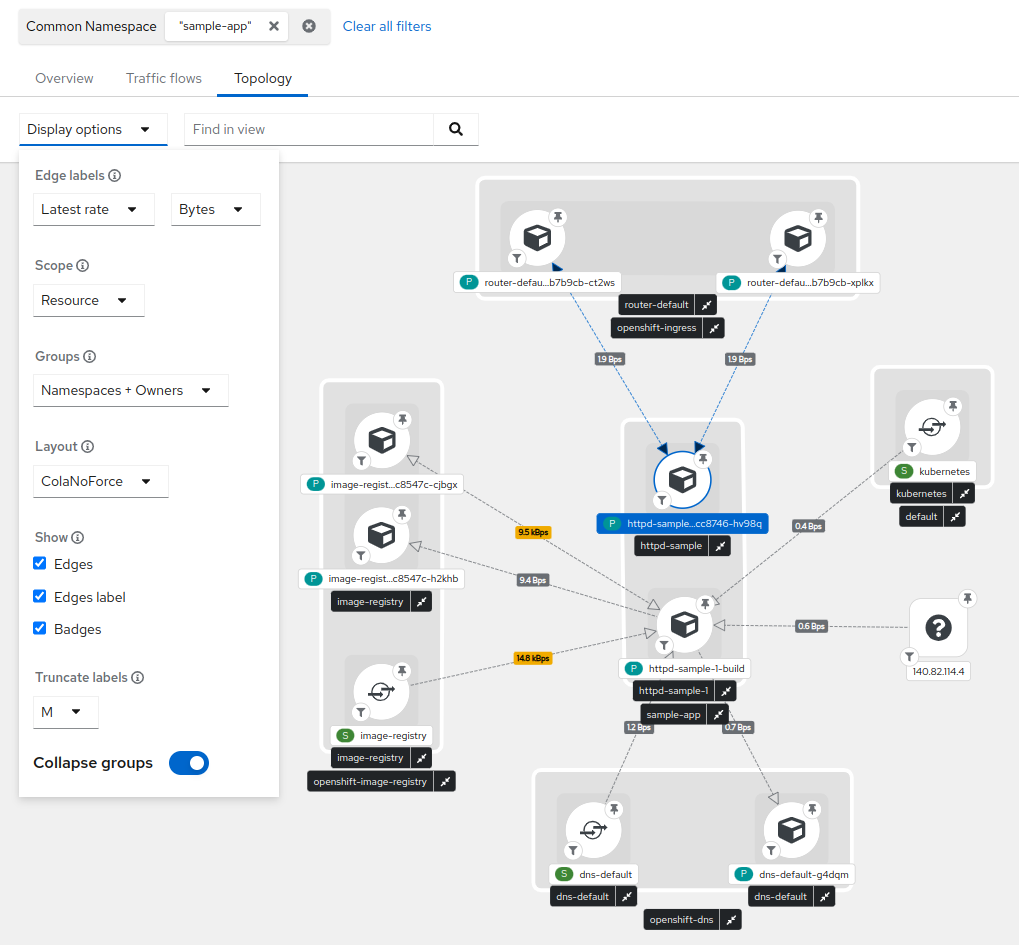 Common Namespace "sample-app" Clear all filters
Overview Traffic flows Topology
Display options Find in view
Edge labels
Latest rate Bytes
Scope
Resource
Groups
Namespaces + Owners
Layout
ColaNoForce
Show
Edges
Edges label
Badges
Truncate labels
M
Collapse groups
P router-defau...b7b9cb-ct2ws
P router-defau...b7b9cb-xplkx
router-default
openshift-ingress
1.9 Bps
1.9 Bps
P image-regist...c8547c-cjbgx
S kubernetes
kubernetes
default
P httpd-sample...cc8746-hv98q
httpd-sample
9.5 kBps
0.4 Bps
P image-regist...c8547c-h2khb
image-registry
9.4 Bps
0.6 Bps
?
140.82.114.4
14.8 kBps
P httpd-sample-1-build
httpd-sample-1
sample-app
S image-registry
image-registry
openshift-image-registry
1.2 Bps
0.7 Bps
S dns-default
dns-default
P dns-default-g4dqm
dns-default
openshift-dns